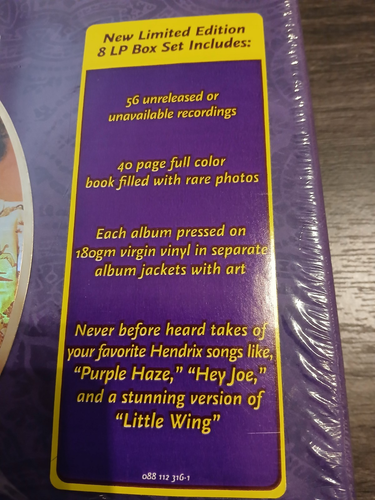 New Limited Edition
8 LP Box Set Includes:
56 unreleased or
unavailable recordings
40 page full color
book filled with rare photos
Each album pressed on
180gm virgin vinyl in separate
album jackets with art
Never before heard takes of
your favorite Hendrix songs like,
“Purple Haze,” “Hey Joe,”
and a stunning version of
“Little Wing”
088 112 316-1